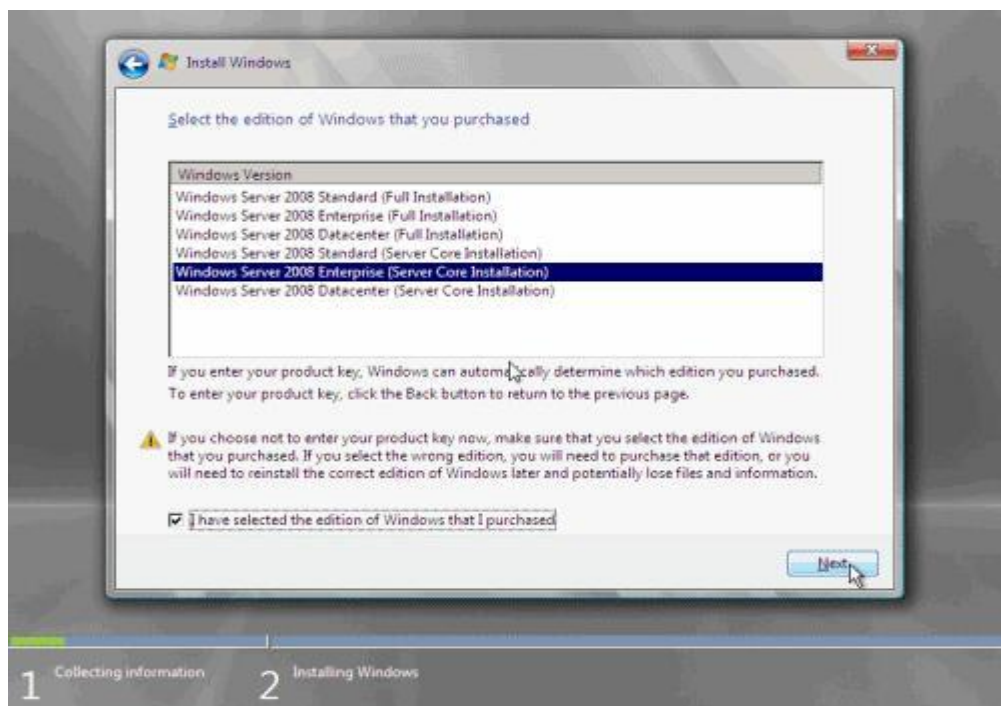 Install Windows
Select the edition of Windows that you purchased
Windows Version
Windows Server 2008 Standard (Full Installation)
Windows Server 2008 Enterprise (Full Installation)
Windows Server 2008 Datacenter (Full Installation)
Windows Server 2008 Standard (Server Core Installation)
Windows Server 2008 Enterprise (Server Core Installation)
Windows Server 2008 Datacenter (Server Core Installation)
If you enter your product key, Windows can automatically determine which edition you purchased.
To enter your product key, click the Back button to return to the previous page.
If you choose not to enter your product key now, make sure that you select the edition of Windows
that you purchased. If you select the wrong edition, you will need to purchase that edition, or you
will need to reinstall the correct edition of Windows later and potentially lose files and information.
I have selected the edition of Windows that I purchased
Next
1 Collecting information
2 Installing Windows